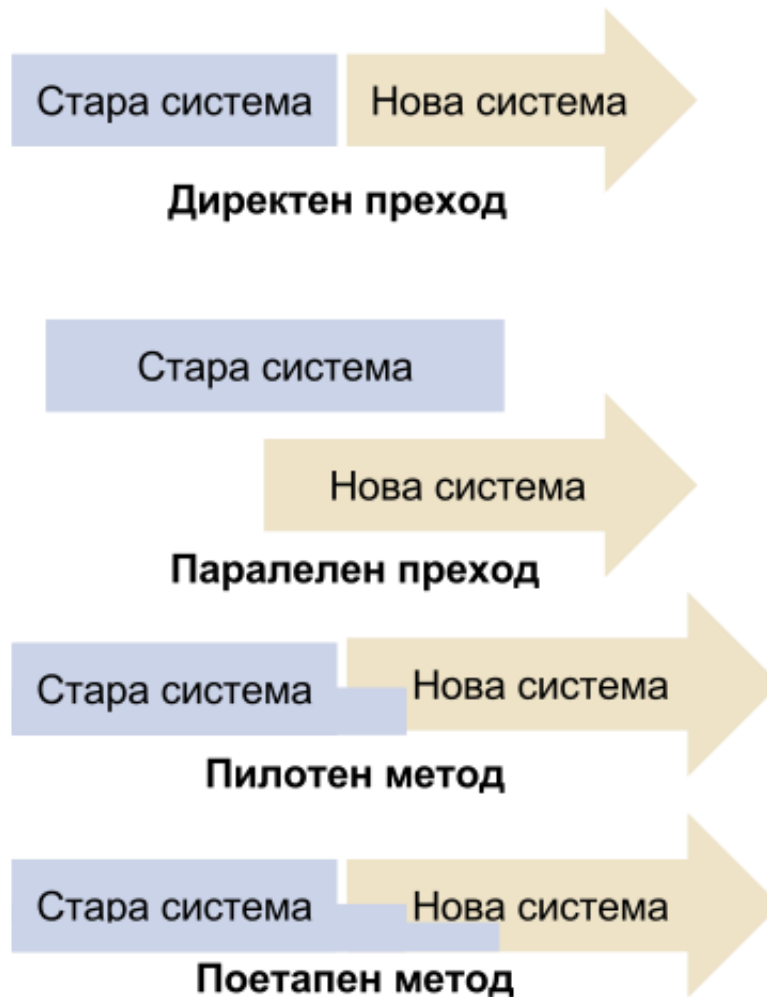 Стара система Нова система
Директен преход
Стара система
Нова система
Паралелен преход
Стара система Нова система
Пилотен метод
Стара система Нова система
Поетапен метод